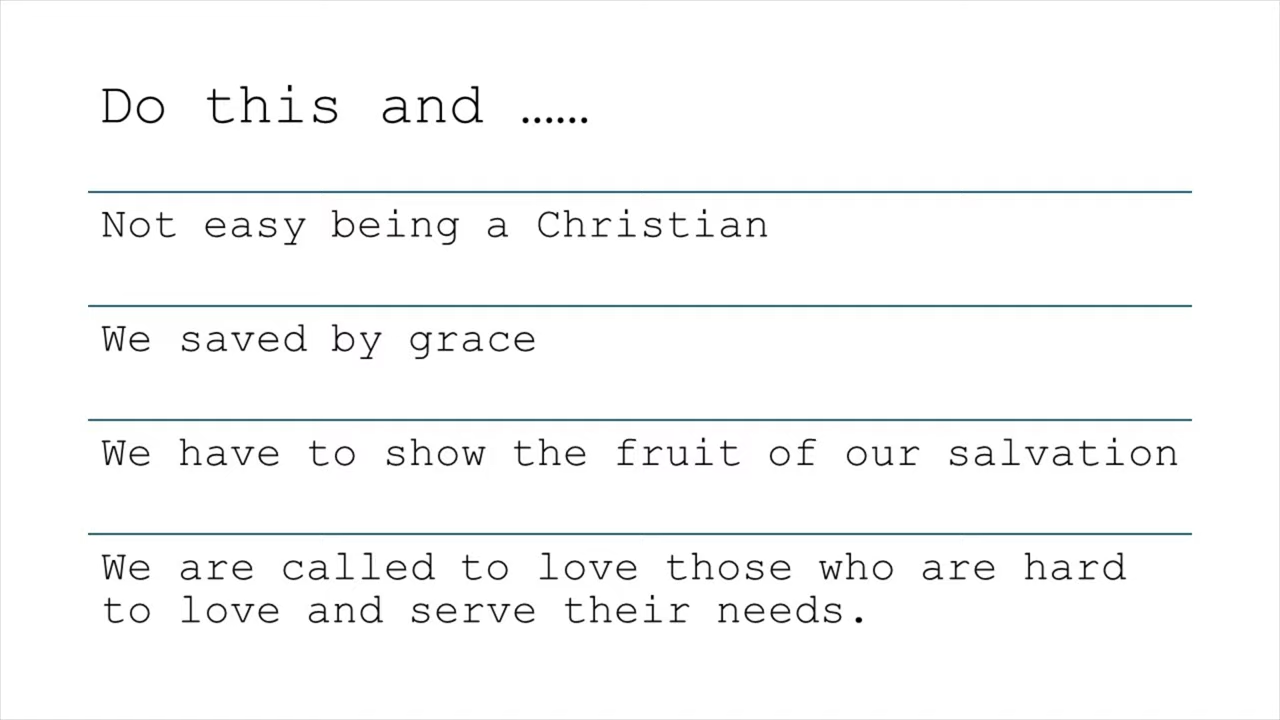 Do this and ……
Not easy being a Christian
We saved by grace
We have to show the fruit of our salvation
We are called to love those who are hard
to love and serve their needs.